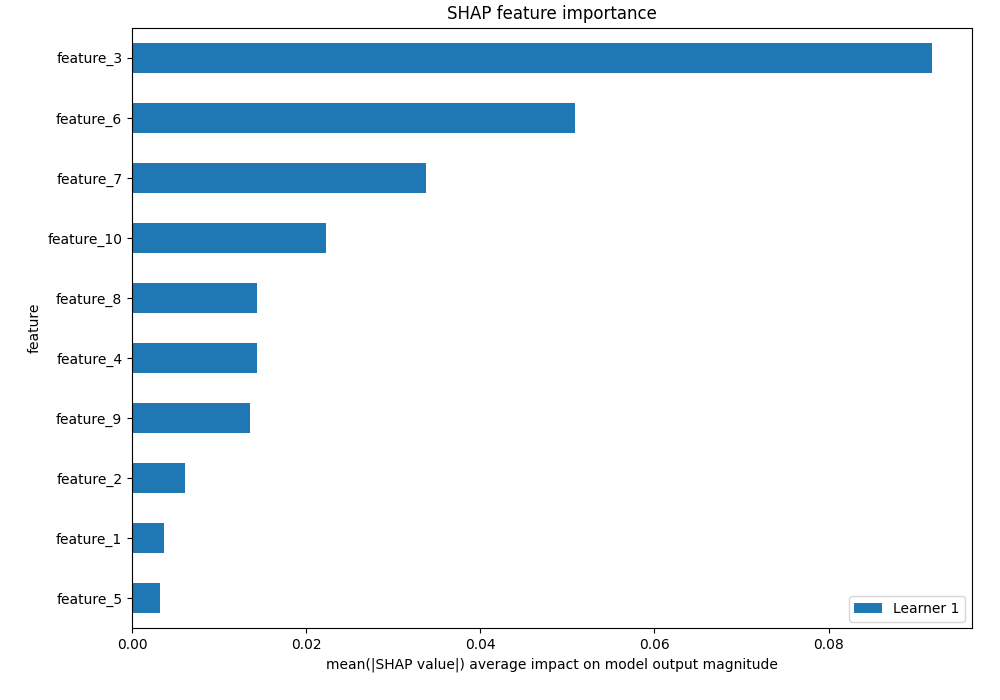 SHAP feature importance
feature_3
feature_6
feature_7
feature_10
feature_8
feature_4
feature_9
feature_2
feature_1
feature_5
feature
Learner 1
0.00 0.02 0.04 0.06 0.08
mean(|SHAP value|) average impact on model output magnitude